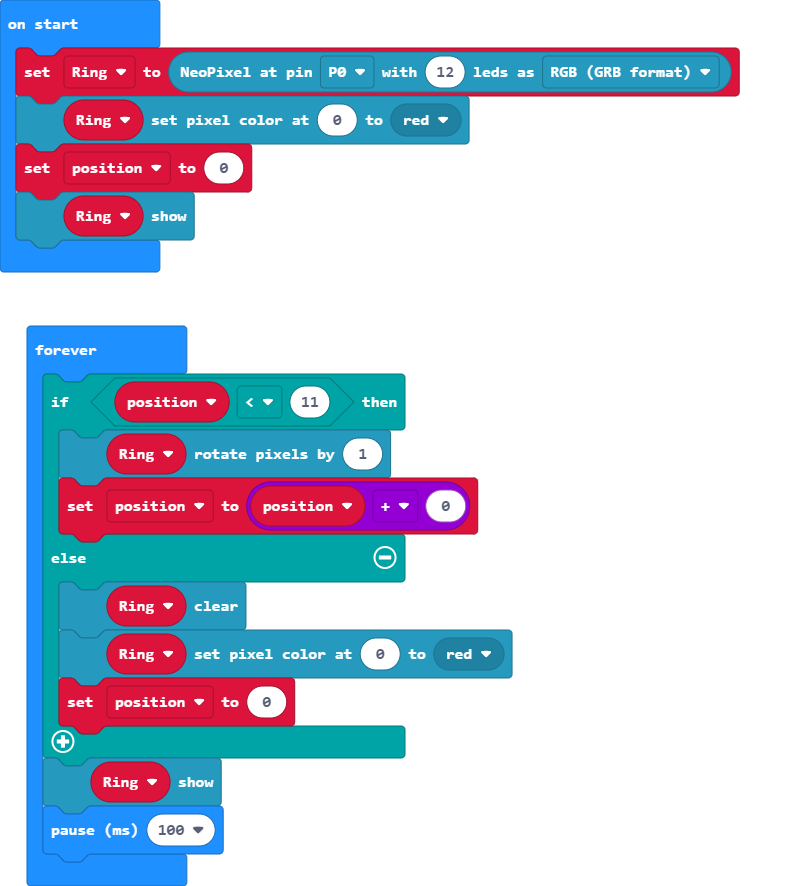 on start
set Ring to NeoPixel at pin P0 with 12 leds as RGB (GRB format)
Ring set pixel color at 0 to red
set position to 0
Ring show
forever
if position < 11 then
Ring rotate pixels by 1
set position to position + 0
else
Ring clear
Ring set pixel color at 0 to red
set position to 0
Ring show
pause (ms) 100